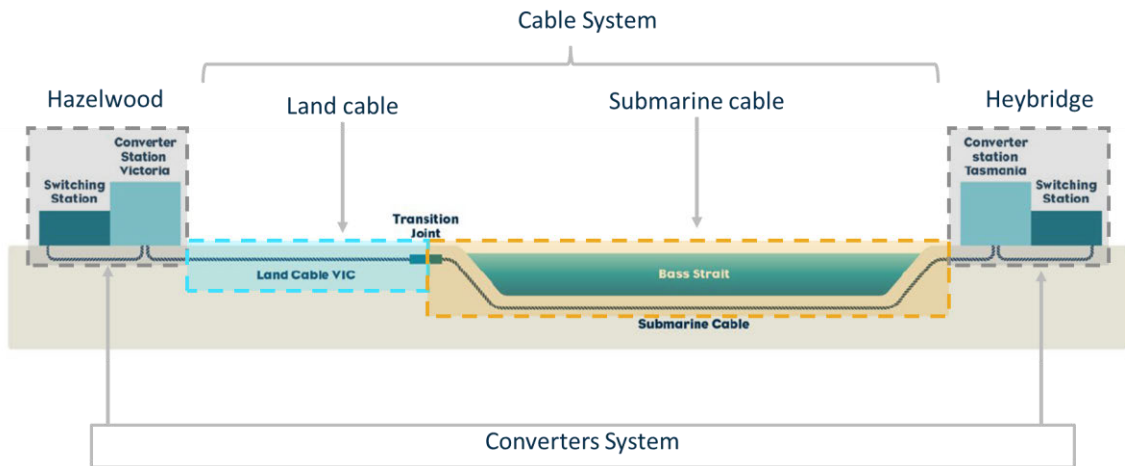 Cable System
Hazelwood
Land cable
Submarine cable
Heybridge
Converter
Station
Victoria
Switching
Station
Converter
station
Tasmania
Switching
Station
Transition
Joint
Land Cable VIC
Bass Strait
Submarine Cable
Converters System